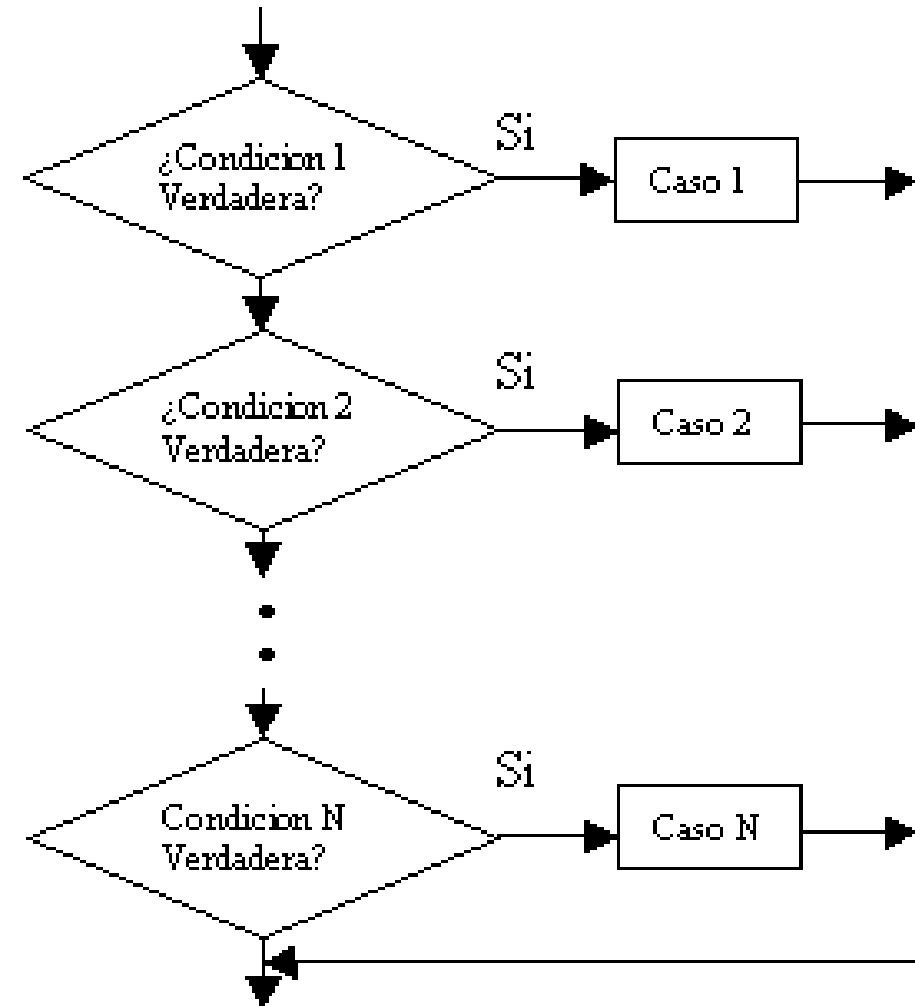 ¿Condicion 1
Verdadera?
Si
Caso 1
¿Condicion 2
Verdadera?
Si
Caso 2
Condicion N
Verdadera?
Si
Caso N